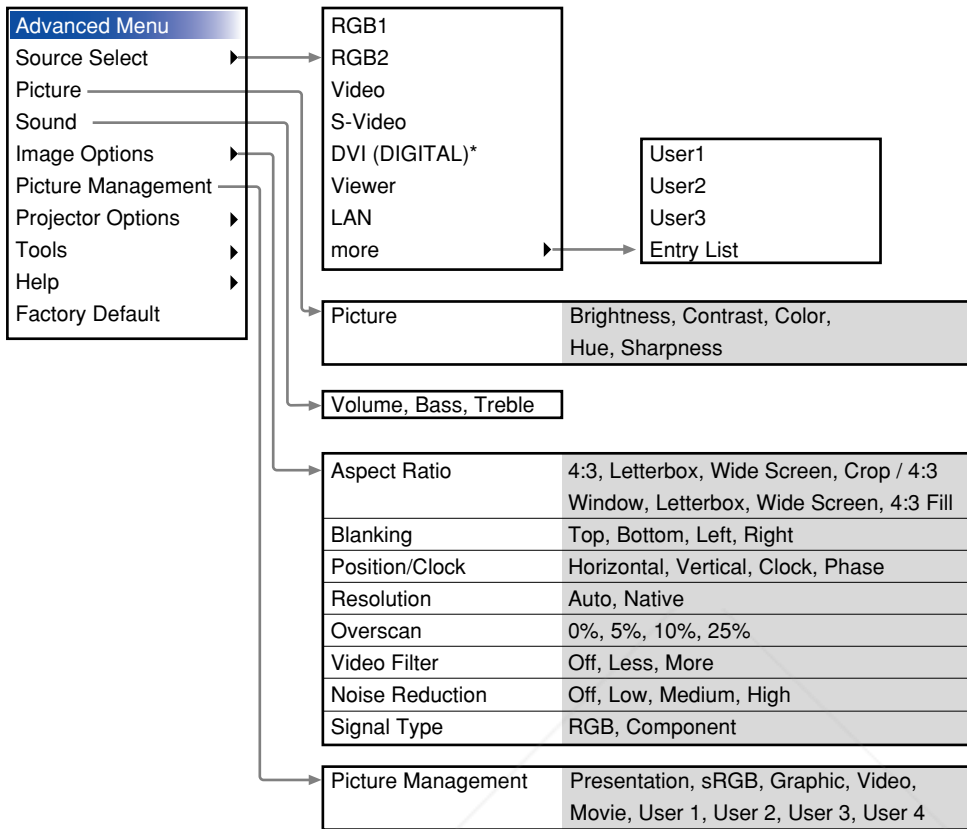 Advanced Menu
Source Select
Picture
Sound
Image Options
Picture Management
Projector Options
Tools
Help
Factory Default
RGB1
RGB2
Video
S-Video
DVI (DIGITAL)*
Viewer
LAN
more
User1
User2
User3
Entry List
Picture Brightness, Contrast, Color,
Hue, Sharpness
Volume, Bass, Treble
Aspect Ratio 4:3, Letterbox, Wide Screen, Crop / 4:3
Window, Letterbox, Wide Screen, 4:3 Fill
Blanking Top, Bottom, Left, Right
Position/Clock Horizontal, Vertical, Clock, Phase
Resolution Auto, Native
Overscan 0%, 5%, 10%, 25%
Video Filter Off, Less, More
Noise Reduction Off, Low, Medium, High
Signal Type RGB, Component
Picture Management Presentation, sRGB, Graphic, Video,
Movie, User 1, User 2, User 3, User 4